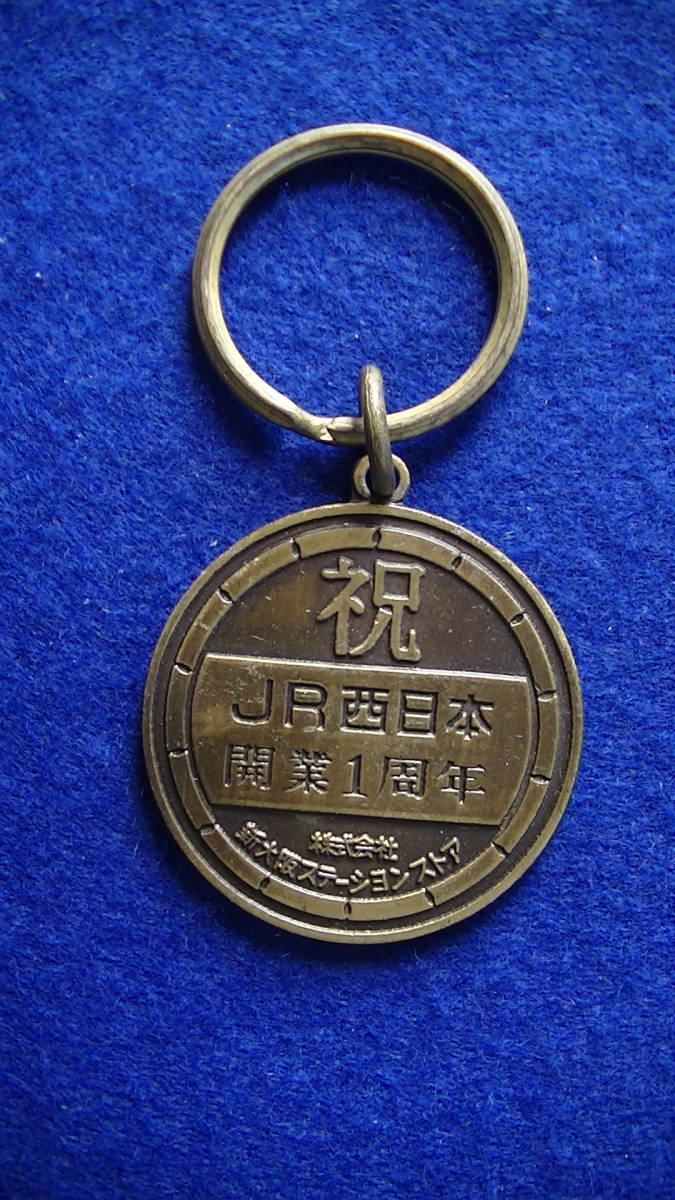 祝
JR西日本
開業1周年
株式会社
新大阪ステーションストア